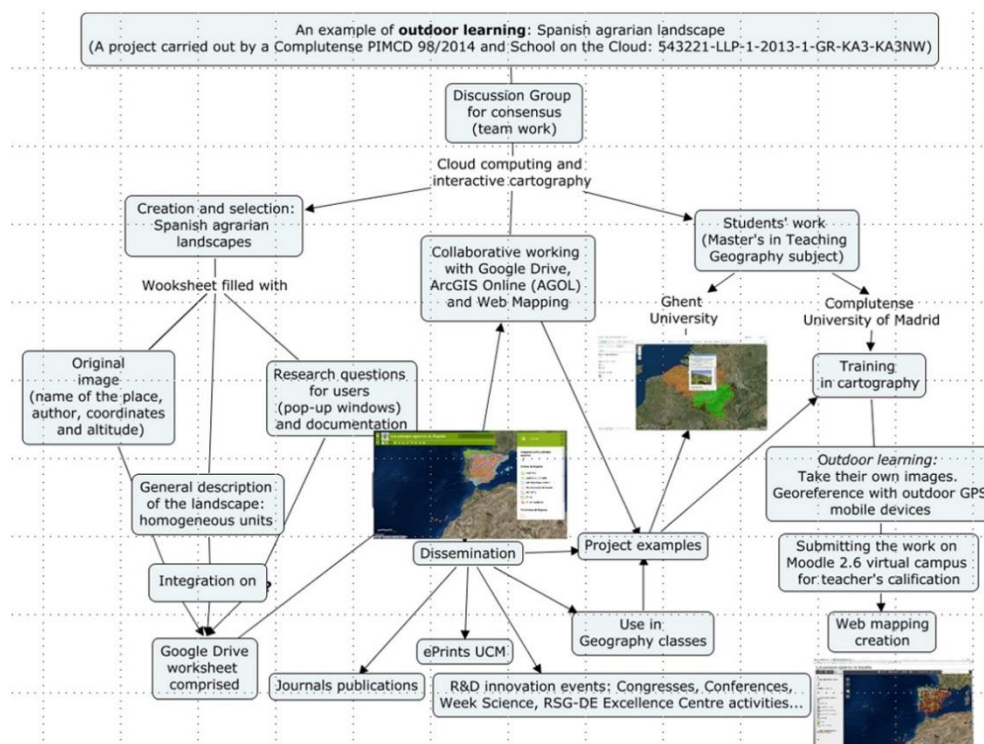 An example of outdoor learning: Spanish agrarian landscape
(A project carried out by a Complutense PIMCD 98/2014 and School on the Cloud: 543221-LLP-1-2013-1-GR-KA3-KA3NW)
Discussion Group
for consensus
(team work)
Cloud computing and
interactive cartography
Creation and selection:
Spanish agrarian
landscapes
Wooksheet filled with
Original
image
(name of the place,
author, coordinates
and altitude)
Research questions
for users
(pop-up windows)
and documentation
General description
of the landscape:
homogeneous units
Integration on
Google Drive
worksheet
comprised
Collaborative working
with Google Drive,
ArcGIS Online (AGOL)
and Web Mapping
Students' work
(Master's in Teaching
Geography subject)
Ghent
University
Complutense
University of Madrid
Training
in cartography
Outdoor learning:
Take their own images.
Georeference with outdoor GPS
mobile devices
Submitting the work on
Moodle 2.6 virtual campus
for teacher's calification
Web mapping
creation
Dissemination
Project examples
Use in
Geography classes
ePrints UCM
Journals publications
R&D innovation events: Congresses, Conferences,
Week Science, RSG-DE Excellence Centre activities...